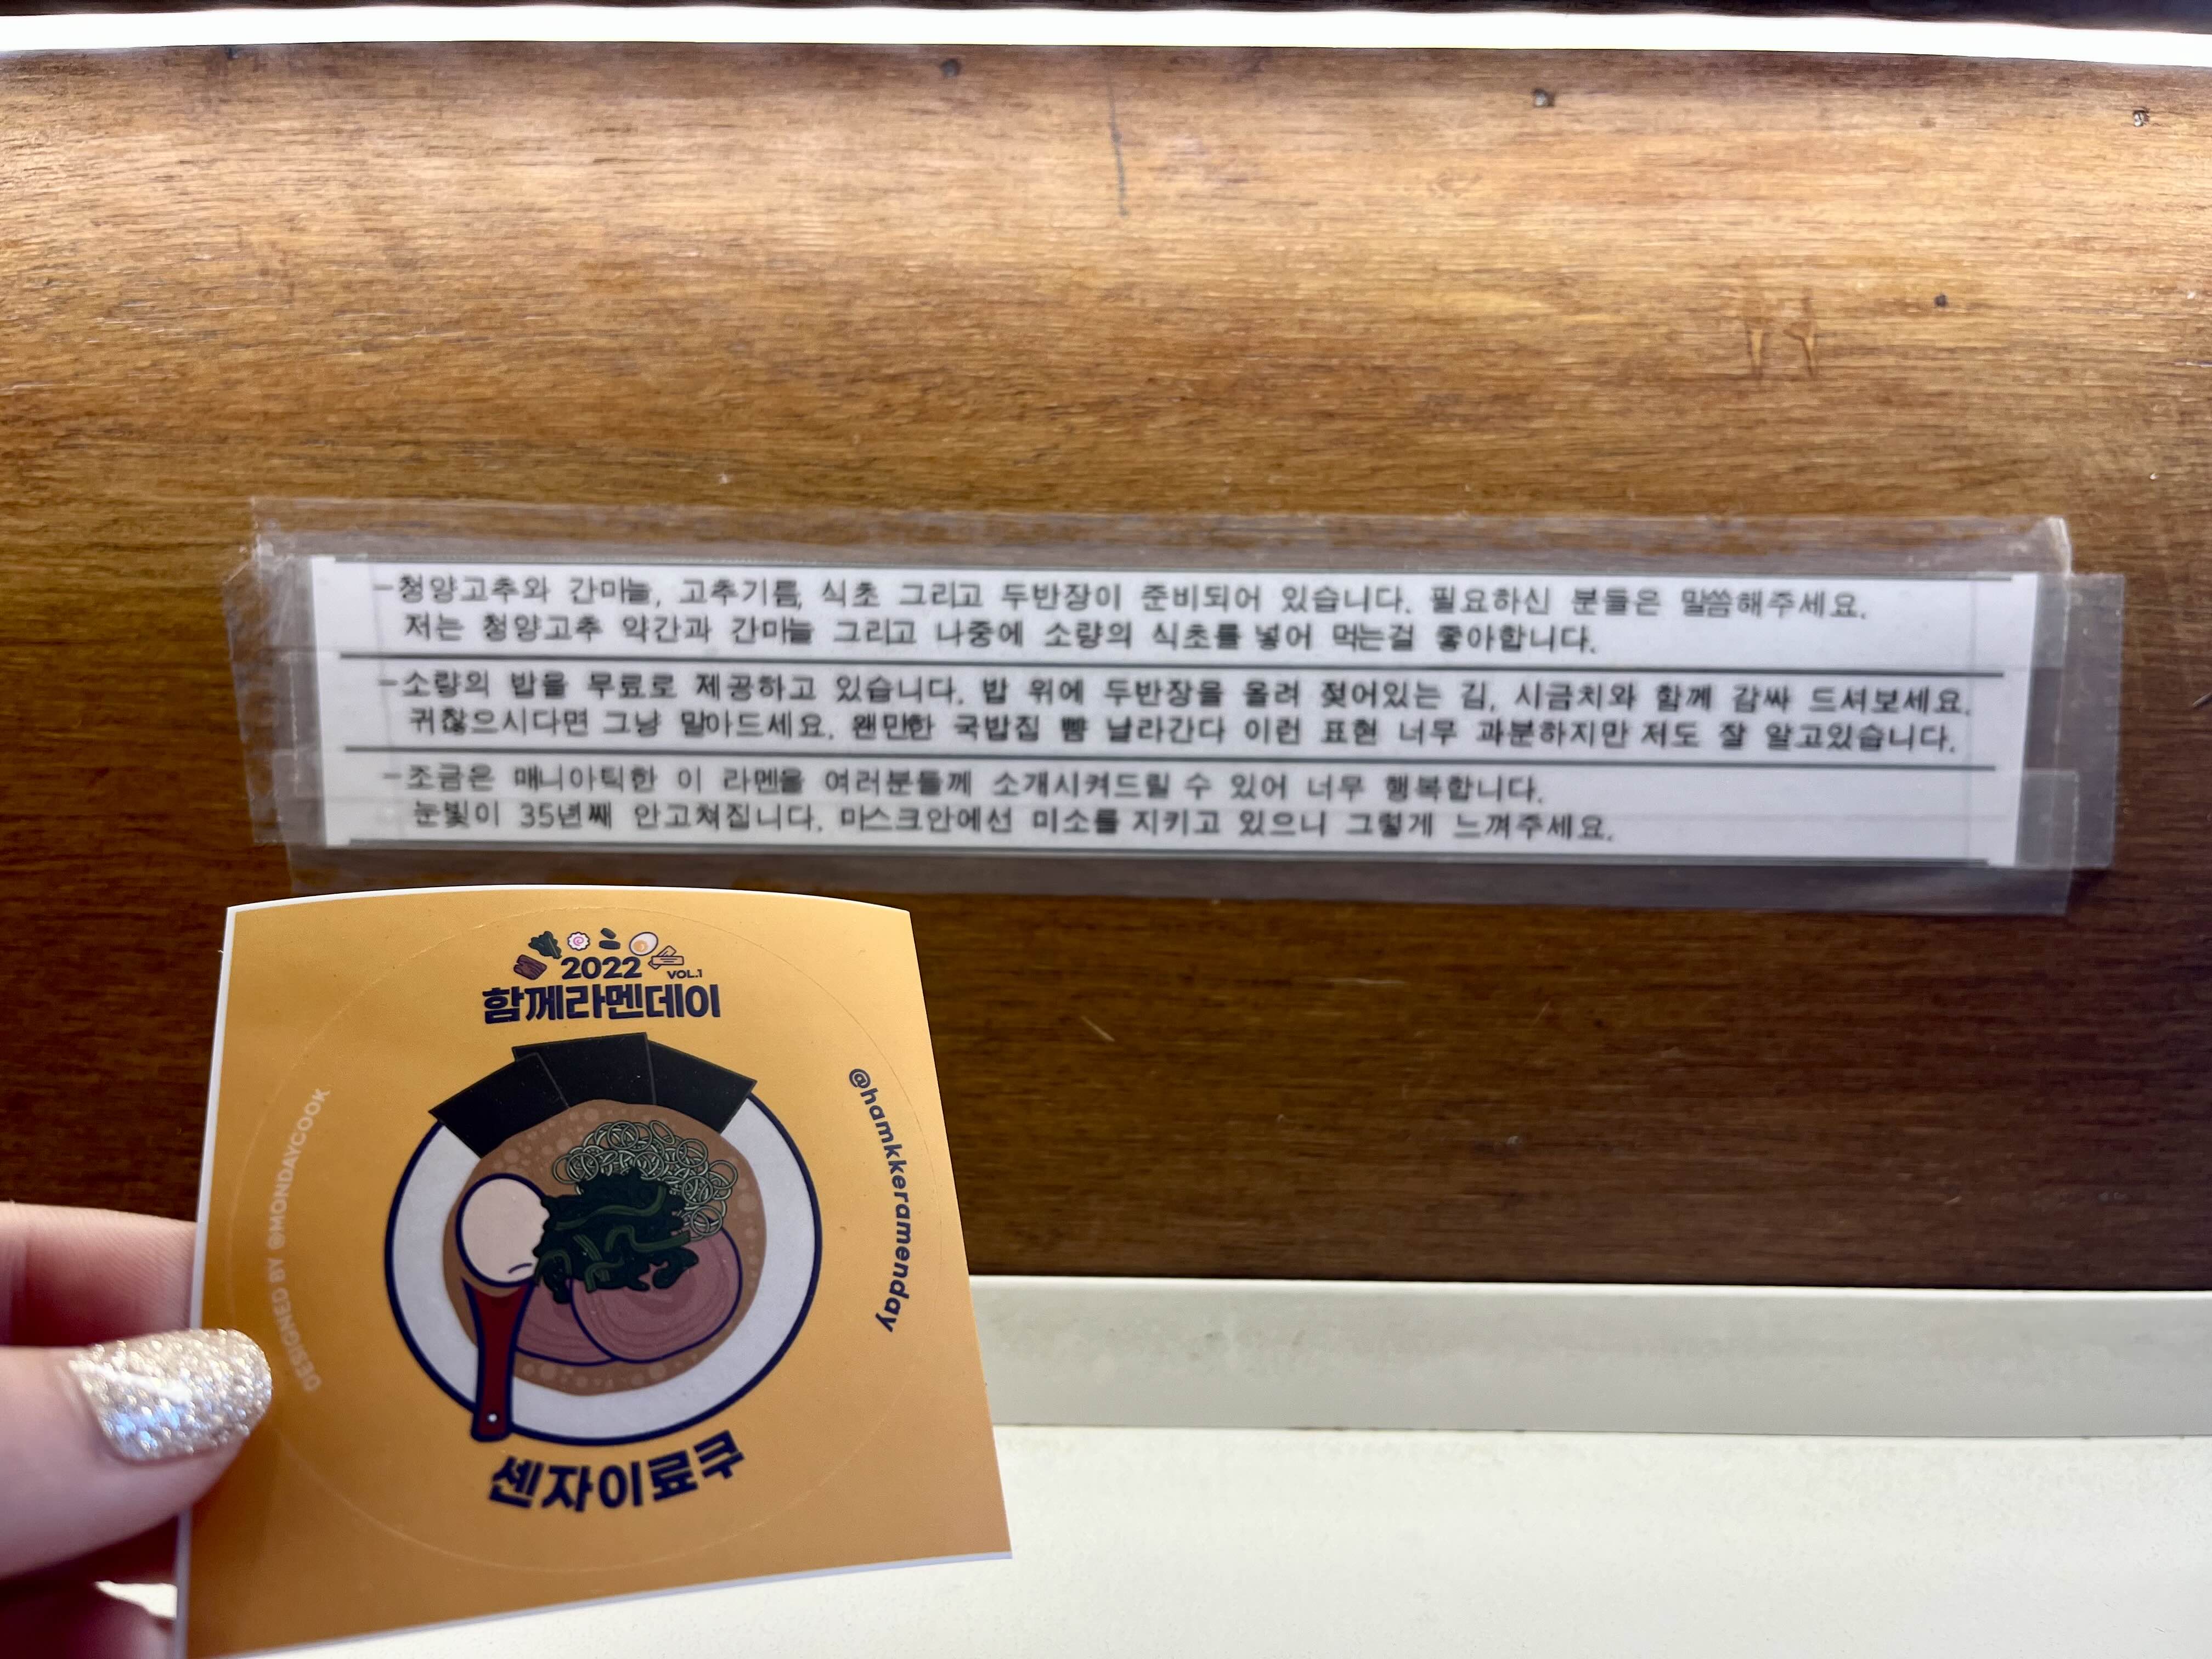 -청양고추와 간마늘, 고추기름, 식초 그리고 두반장이 준비되어 있습니다. 필요하신 분들은 말씀해주세요.
저는 청양고추 약간과 간마늘 그리고 나중에 소량의 식초를 넣어 먹는걸 좋아합니다.
-소량의 밥을 무료로 제공하고 있습니다. 밥 위에 두반장을 올려 젖어있는 김, 시금치와 함께 감싸 드셔보세요.
귀찮으시다면 그냥 말아드세요. 왠만한 국밥집 뺨 날라간다 이런 표현 너무 과분하지만 저도 잘 알고있습니다.
-조금은 매니아틱한 이 라멘을 여러분들께 소개시켜드릴 수 있어 너무 행복합니다.
눈빛이 35년째 안고쳐집니다. 마스크안에선 미소를 지키고 있으니 그렇게 느껴주세요.
2022 VOL.1
함께라멘데이
@hamkkeramenday
DESIGNED BY @MONDAYCOOK
센자이료쿠